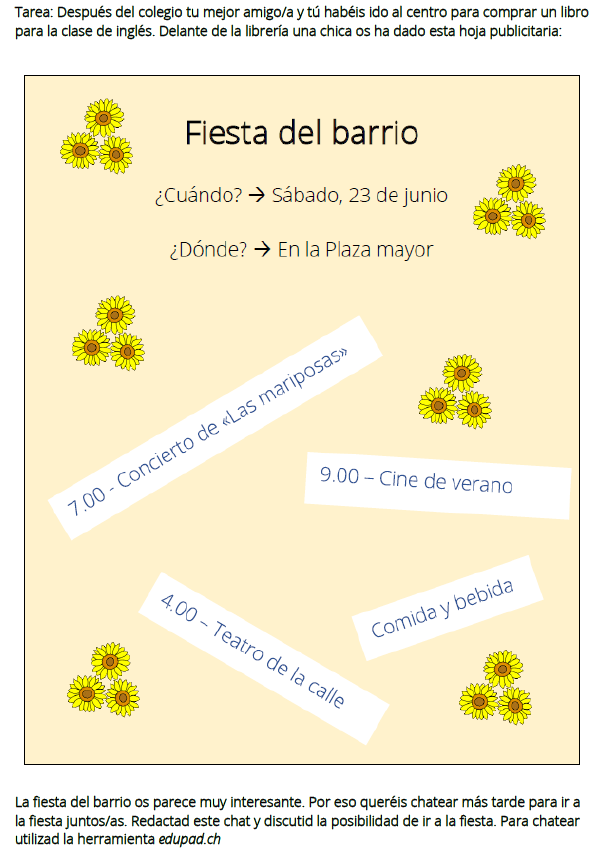 Tarea: Después del colegio tu mejor amigo/a y tú habéis ido al centro para comprar un libro
para la clase de inglés. Delante de la librería una chica os ha dado esta hoja publicitaria:
Fiesta del barrio
¿Cuándo? → Sábado, 23 de junio
¿Dónde? → En la Plaza mayor
7.00 - Concierto de «Las mariposas»
9.00 – Cine de verano
4.00 – Teatro de la calle
Comida y bebida
La fiesta del barrio os parece muy interesante. Por eso queréis chatear más tarde para ir a
la fiesta juntos/as. Redactad este chat y discutid la posibilidad de ir a la fiesta. Para chatear
utilizad la herramienta edupad.ch